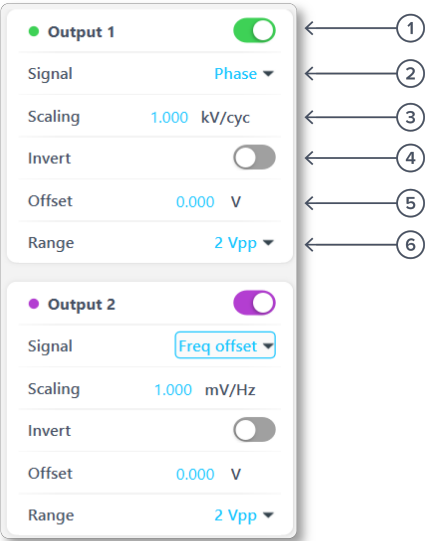 Output 1 1
Signal Phase 2
Scaling 1.000 kV/cyc 3
Invert 4
Offset 0.000 V 5
Range 2 Vpp 6
Output 2
Signal Freq offset
Scaling 1.000 mV/Hz
Invert
Offset 0.000 V
Range 2 Vpp